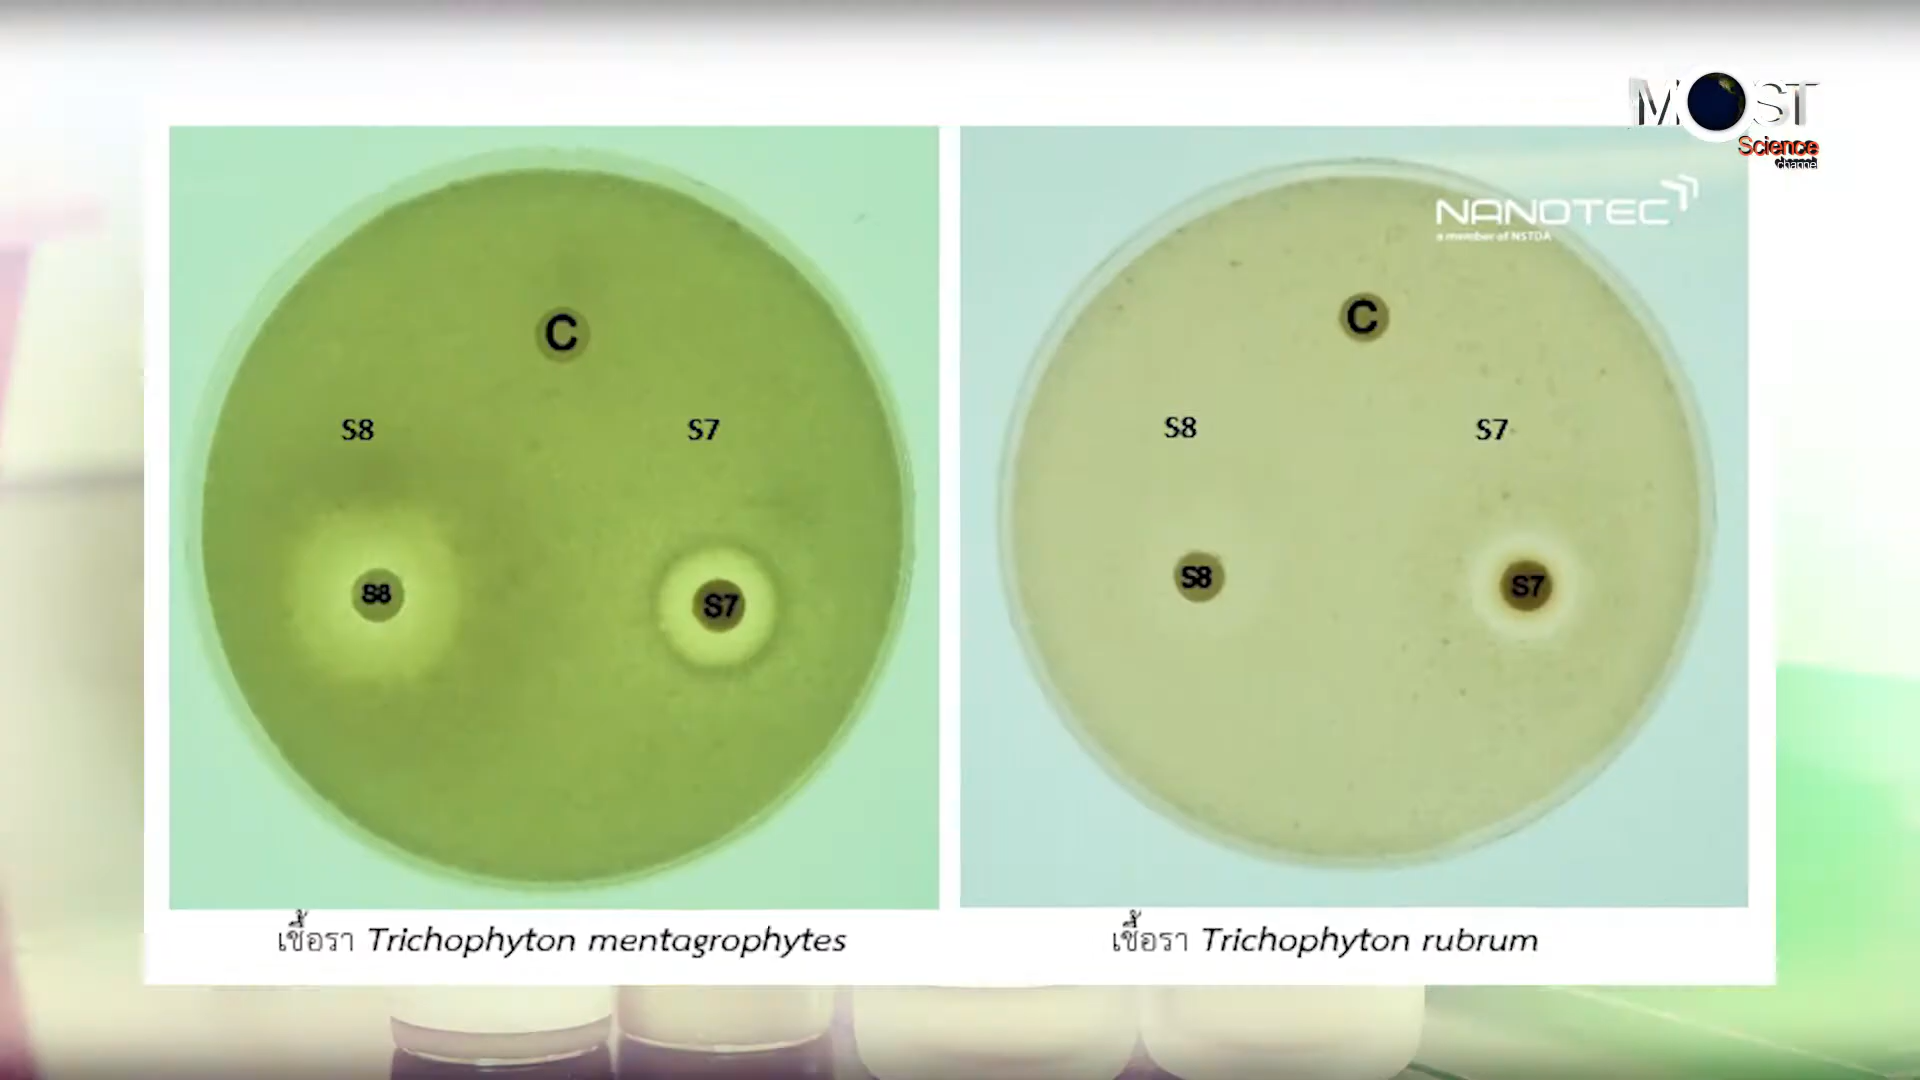 MOST
Science
channel
NANOTEC
a member of NSTDA
C
S8
S7
S8
S7
C
S8
S7
S8
S7
เชื้อรา Trichophyton mentagrophytes
เชื้อรา Trichophyton rubrum